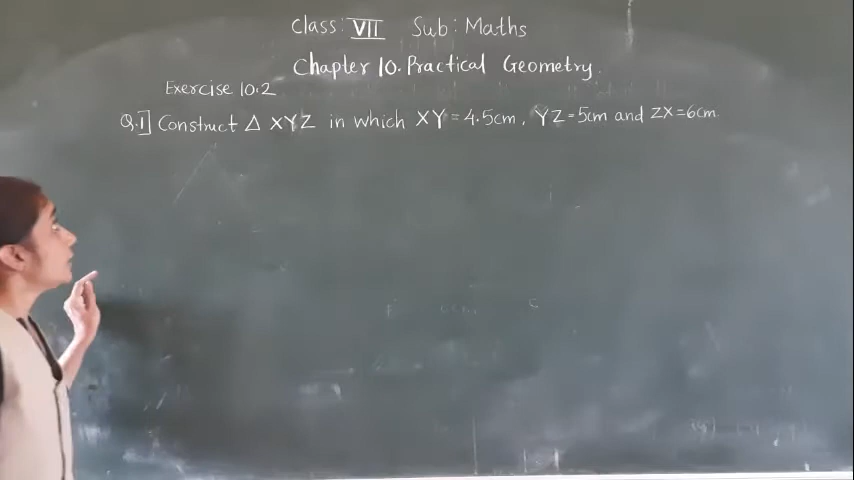 Class: VII Sub: Maths
Chapter 10. Practical Geometry.
Exercise 10.2
Q.1] Construct △ XYZ in which XY = 4.5cm, YZ = 5cm and ZX = 6cm.